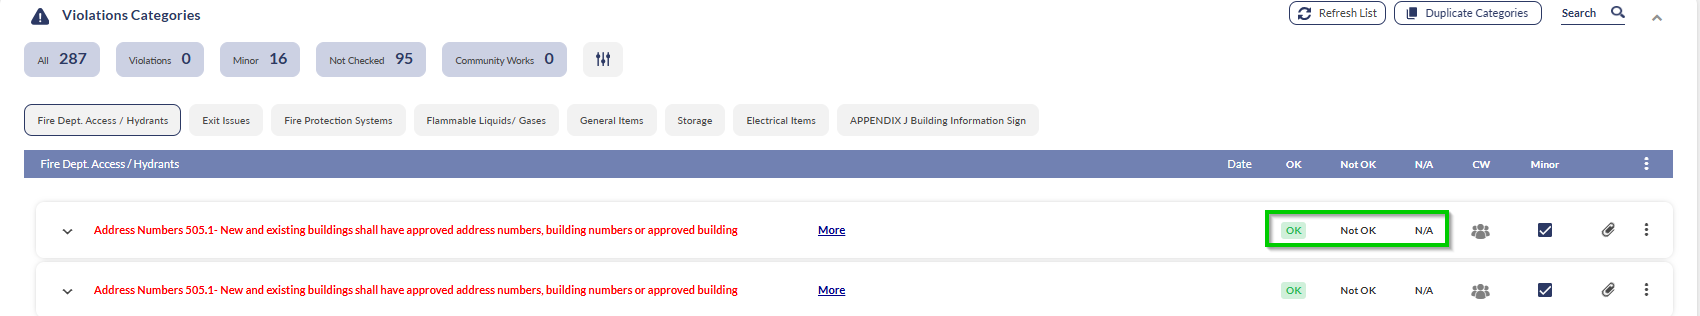 Violations Categories
Refresh List
Duplicate Categories
Search
All 287
Violations 0
Minor 16
Not Checked 95
Community Works 0
Fire Dept. Access / Hydrants
Exit Issues
Fire Protection Systems
Flammable Liquids/ Gases
General Items
Storage
Electrical Items
APPENDIX J Building Information Sign
Fire Dept. Access / Hydrants Date OK Not OK N/A CW Minor
Address Numbers 505.1- New and existing buildings shall have approved address numbers, building numbers or approved building More OK Not OK N/A
Address Numbers 505.1- New and existing buildings shall have approved address numbers, building numbers or approved building More OK Not OK N/A